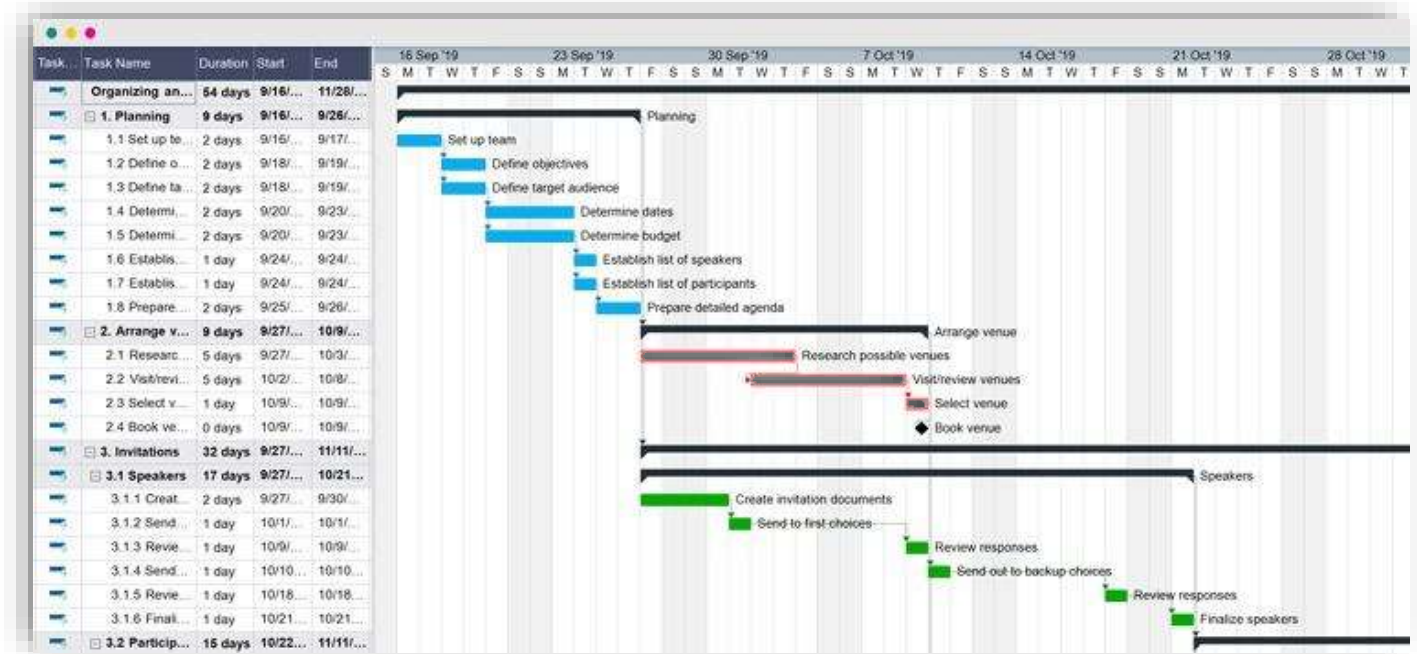 16 Sep '19 23 Sep '19 30 Sep '19 7 Oct '19 14 Oct '19 21 Oct '19 28 Oct '19
Task... Task Name Duration Start End
S M T W T F S S M T W T F S S M T W T F S S M T W T F S S M T W T F S S M T W T F S S M T W T
Organizing an... 54 days 9/16/... 11/28/...
1. Planning 9 days 9/16/... 9/26/... Planning
1.1 Set up te... 2 days 9/16/... 9/17/... Set up team
1.2 Define o... 2 days 9/18/... 9/19/... Define objectives
1.3 Define ta... 2 days 9/18/... 9/19/... Define target audience
1.4 Determi... 2 days 9/20/... 9/23/... Determine dates
1.5 Determi... 2 days 9/20/... 9/23/... Determine budget
1.6 Establis... 1 day 9/24/... 9/24/... Establish list of speakers
1.7 Establis... 1 day 9/24/... 9/24/... Establish list of participants
1.8 Prepare... 2 days 9/25/... 9/26/... Prepare detailed agenda
2. Arrange v... 9 days 9/27/... 10/9/... Arrange venue
2.1 Researc... 5 days 9/27/... 10/3/... Research possible venues
2.2 Visit/revi... 5 days 10/2/... 10/8/... Visit/review venues
2.3 Select v... 1 day 10/9/... 10/9/... Select venue
2.4 Book ve... 0 days 10/9/... 10/9/... Book venue
3. Invitations 32 days 9/27/... 11/11/...
3.1 Speakers 17 days 9/27/... 10/21... Speakers
3.1.1 Creat... 2 days 9/27/... 9/30/... Create invitation documents
3.1.2 Send... 1 day 10/1/... 10/1/... Send to first choices
3.1.3 Revie... 1 day 10/9/... 10/9/... Review responses
3.1.4 Send... 1 day 10/10... 10/10... Send out to backup choices
3.1.5 Revie... 1 day 10/18... 10/18... Review responses
3.1.6 Finali... 1 day 10/21... 10/21... Finalize speakers
3.2 Particip... 15 days 10/22... 11/11/...